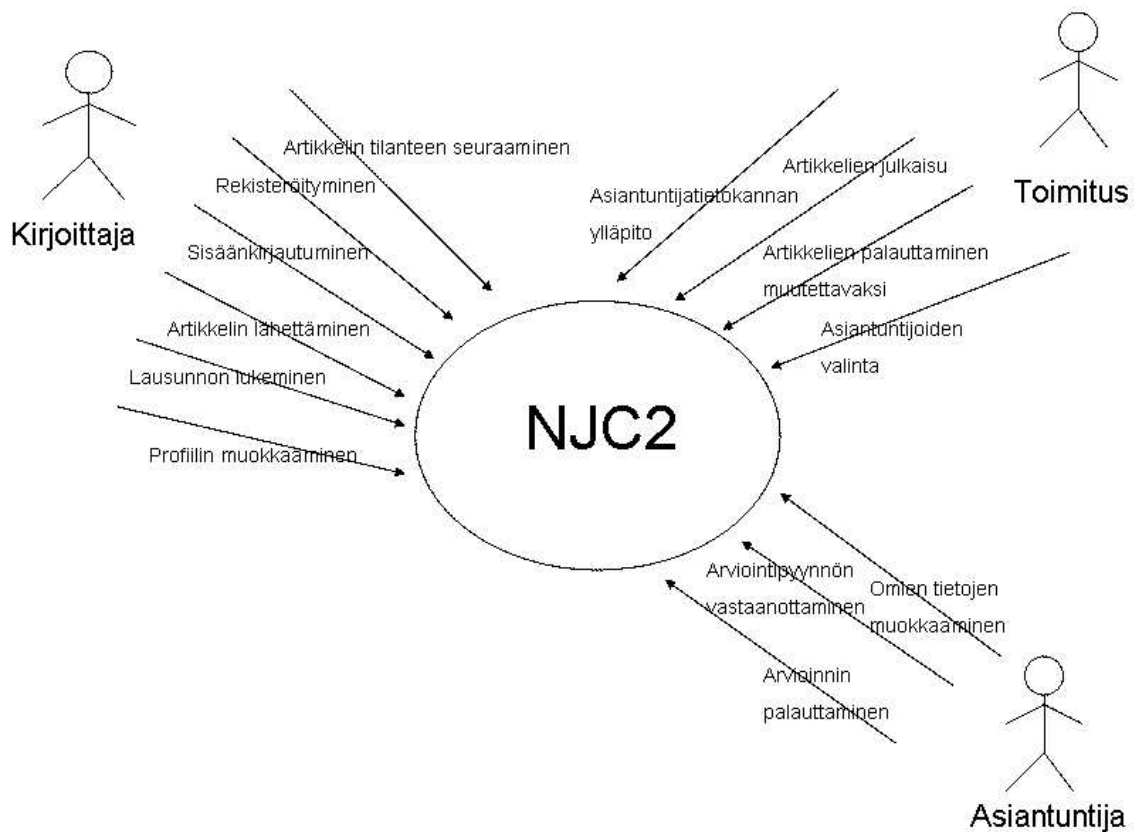 Kirjoittaja
Artikkelin tilanteen seuraaminen
Rekisteröityminen
Sisäänkirjautuminen
Artikkelin lähettäminen
Lausunnon lukeminen
Profiilin muokkaaminen
Toimitus
Asiantuntijatietokannan
ylläpito
Artikkelien julkaisu
Artikkelien palauttaminen
muutettavaksi
Asiantuntijoiden
valinta
NJC2
Arviointipyynnön
vastaanottaminen
Omien tietojen
muokkaaminen
Arvioinnin
palauttaminen
Asiantuntija